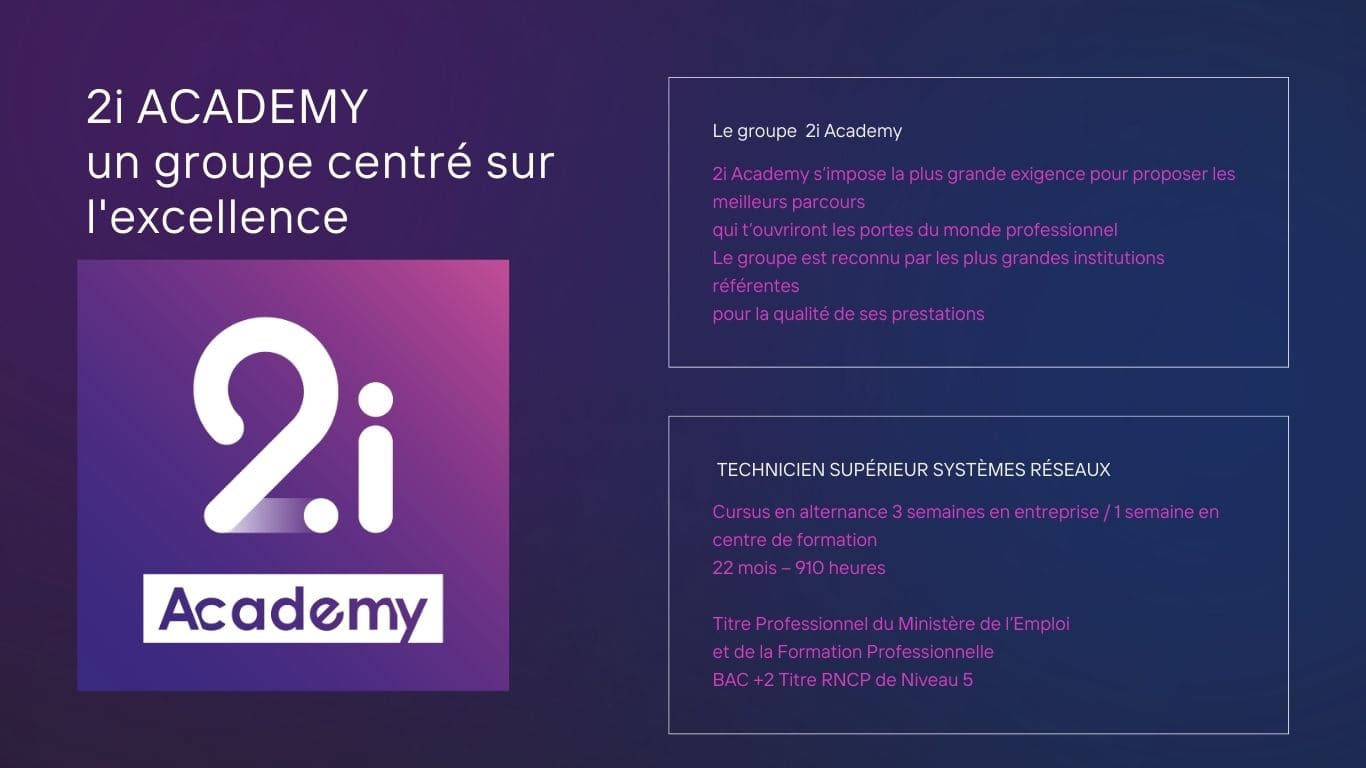 2i ACADEMY
un groupe centré sur
l'excellence
2i
Academy
Le groupe  2i Academy
2i Academy s’impose la plus grande exigence pour proposer les
meilleurs parcours
qui t’ouvriront les portes du monde professionnel
Le groupe est reconnu par les plus grandes institutions
référentes
pour la qualité de ses prestations
TECHNICIEN SUPÉRIEUR SYSTÈMES RÉSEAUX
Cursus en alternance 3 semaines en entreprise / 1 semaine en
centre de formation
22 mois – 910 heures
Titre Professionnel du Ministère de l’Emploi
et de la Formation Professionnelle
BAC +2 Titre RNCP de Niveau 5